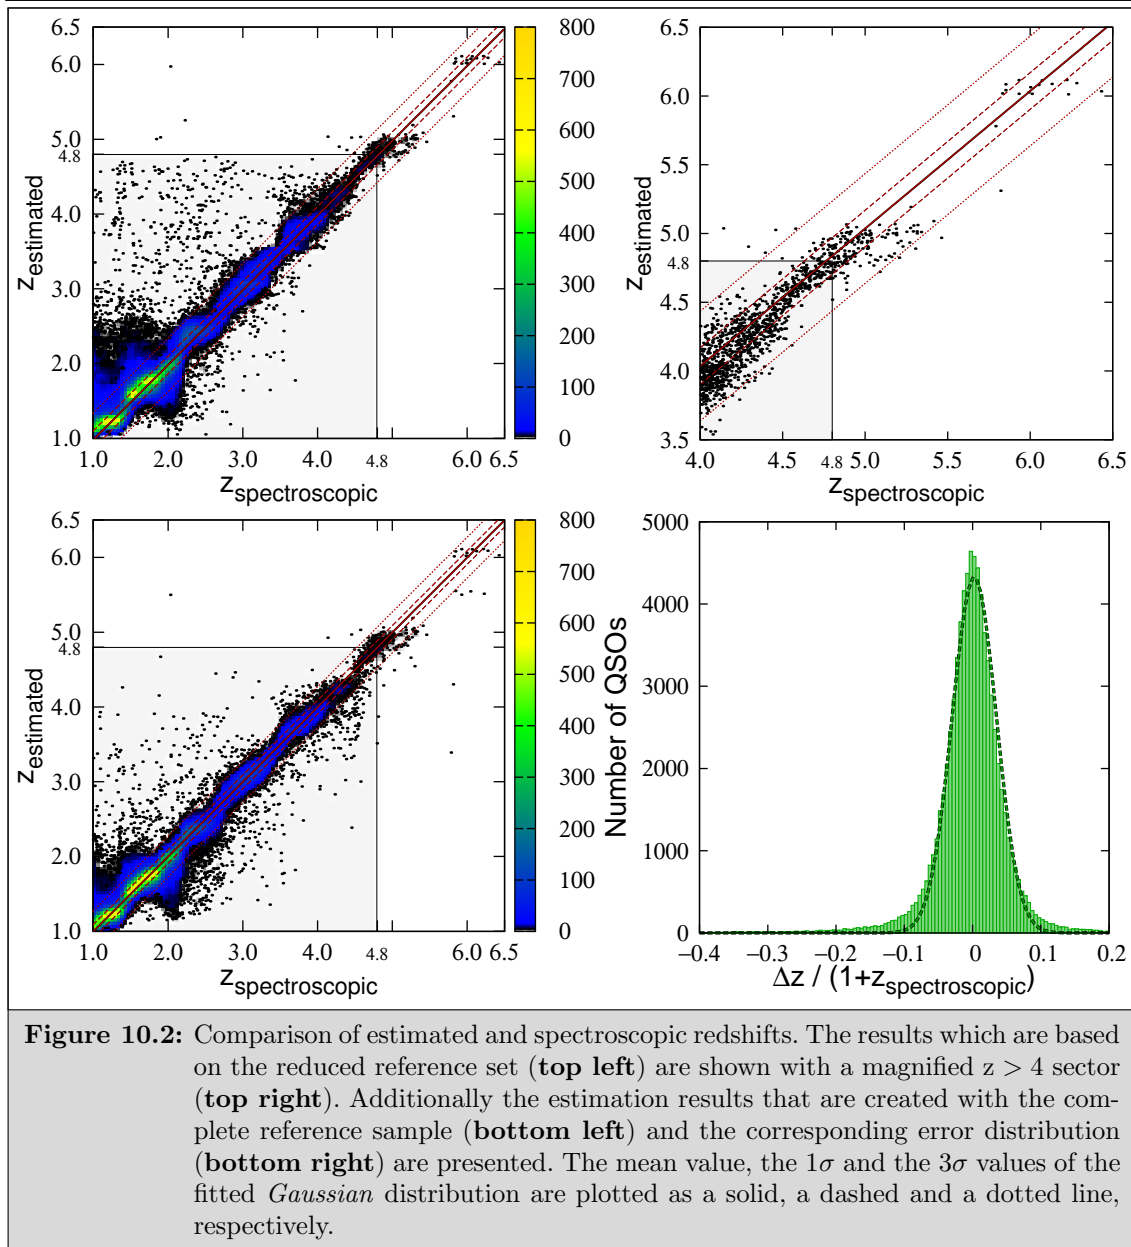 6.5
6.0
5.0
4.8
4.0
3.0
2.0
1.0
z_estimated
1.0 2.0 3.0 4.0 4.8 6.0 6.5
z_spectroscopic
800
700
600
500
400
300
200
100
0
6.5
6.0
5.5
5.0
4.8
4.5
4.0
3.5
z_estimated
4.0 4.5 4.8 5.0 5.5 6.0 6.5
z_spectroscopic
6.5
6.0
5.0
4.8
4.0
3.0
2.0
1.0
z_estimated
1.0 2.0 3.0 4.0 4.8 6.0 6.5
z_spectroscopic
800
700
600
500
400
300
200
100
0
Number of QSOs
5000
4000
3000
2000
1000
0
−0.4 −0.3 −0.2 −0.1 0 0.1 0.2
Δz / (1+z_spectroscopic)
Figure 10.2: Comparison of estimated and spectroscopic redshifts. The results which are based
on the reduced reference set (top left) are shown with a magnified z > 4 sector
(top right). Additionally the estimation results that are created with the com-
plete reference sample (bottom left) and the corresponding error distribution
(bottom right) are presented. The mean value, the 1σ and the 3σ values of the
fitted Gaussian distribution are plotted as a solid, a dashed and a dotted line,
respectively.